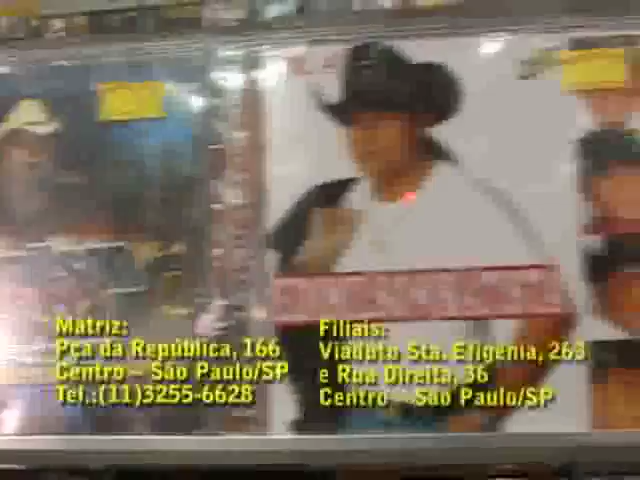 Matriz:
Pça da República, 166
Centro - São Paulo/SP
Tel.:(11)3255-6628
Filiais:
Viaduto Sta. Efigenia, 263
e Rua Direita, 36
Centro - São Paulo/SP